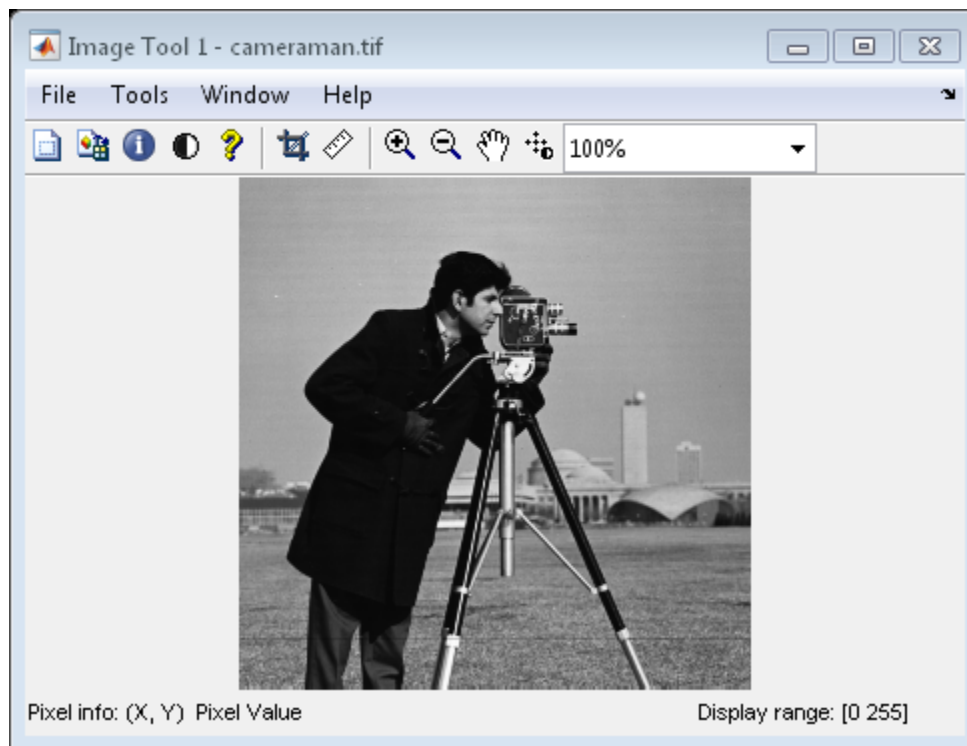 Image Tool 1 - cameraman.tif
File Tools Window Help
100%
Pixel info: (X, Y) Pixel Value
Display range: [0 255]